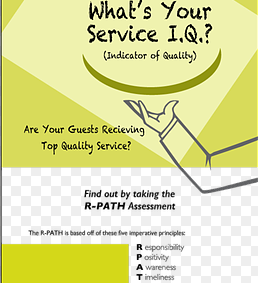 What's Your
Service I.Q.?
(Indicator of Quality)
Are Your Guests Recieving
Top Quality Service?
Find out by taking the
R-PATH Assessment
The R-PATH is based off of these five imperative principles:
R esponsibility
P ositivity
A wareness
T imeliness